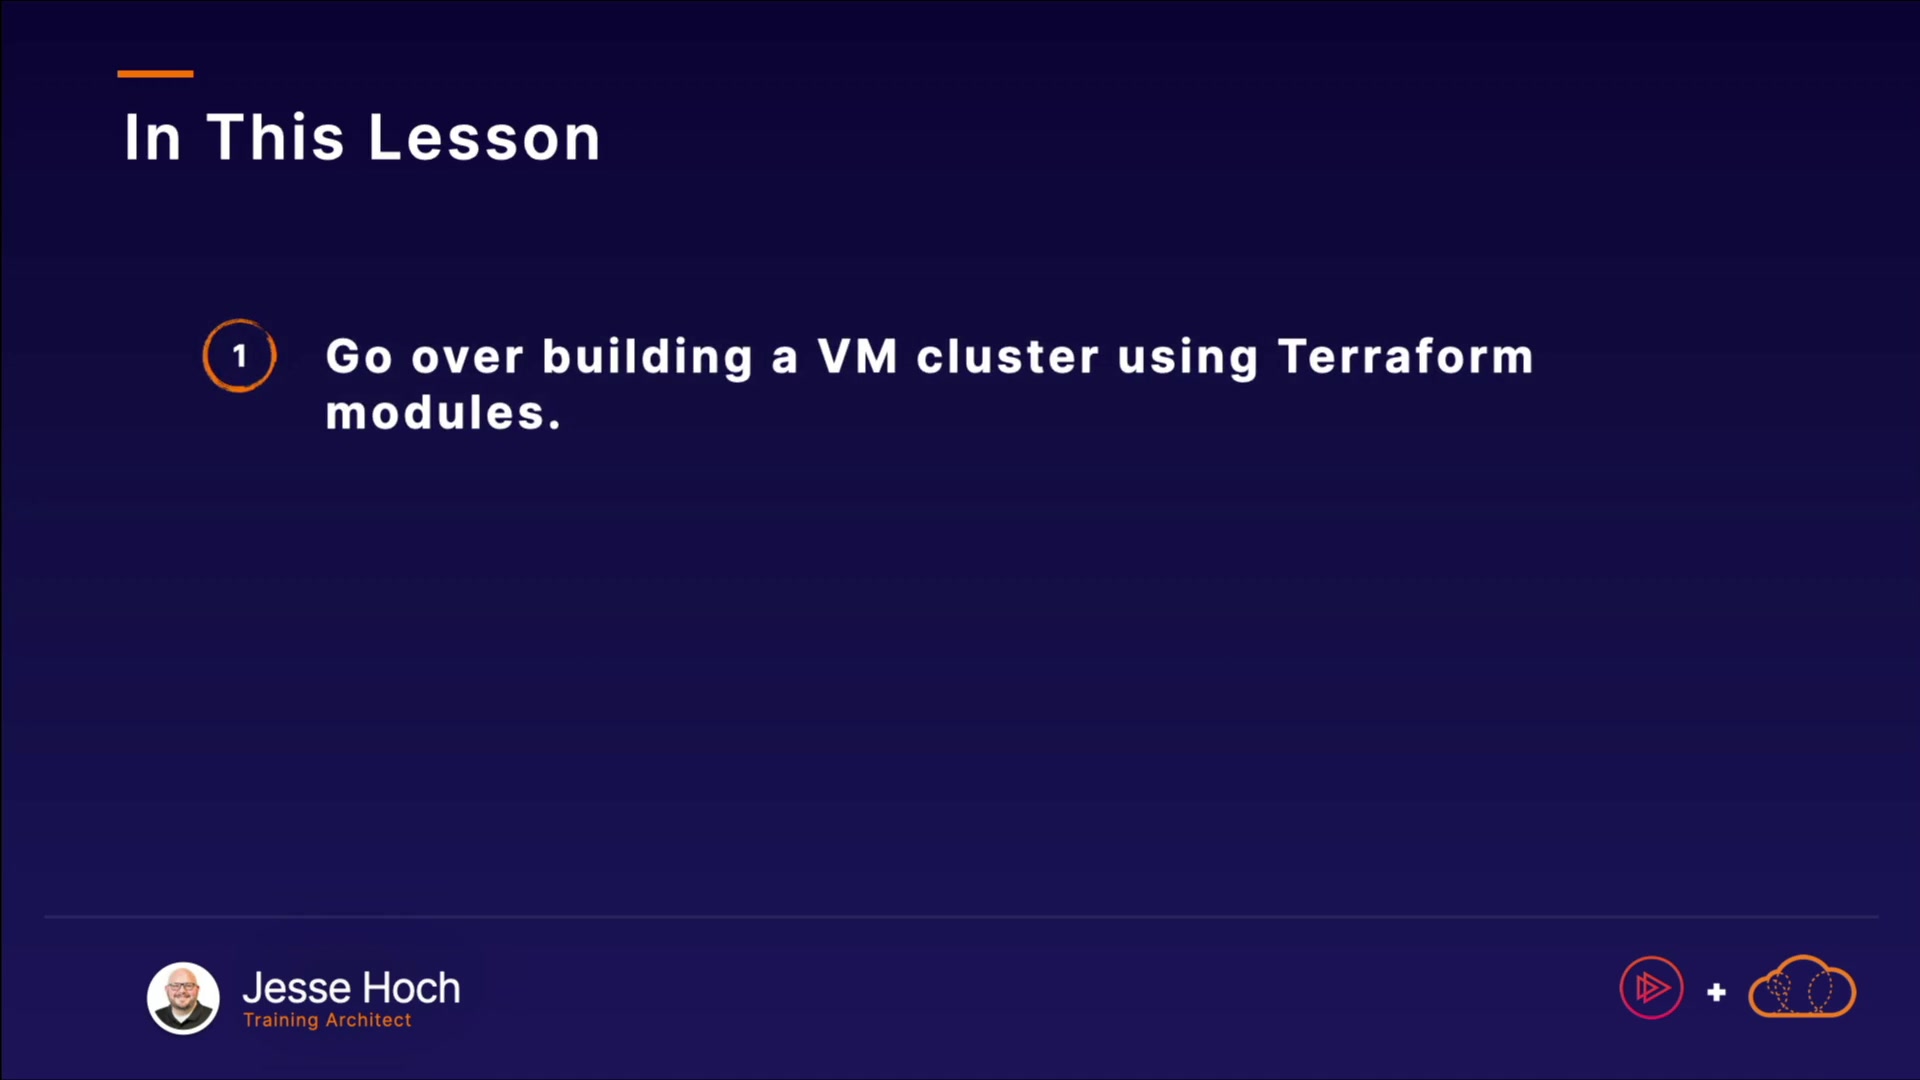 In This Lesson
1
Go over building a VM cluster using Terraform
modules.
Jesse Hoch
Training Architect
+